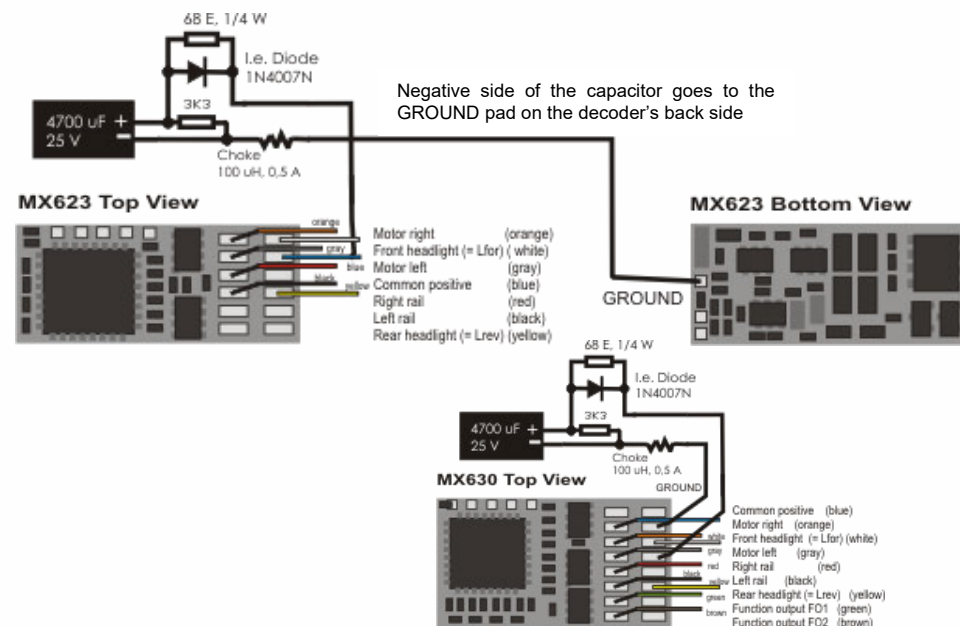 68 E, 1/4 W
I.e. Diode
1N4007N
Negative side of the capacitor goes to the
GROUND pad on the decoder's back side
3K3
4700 uF +
25 V −
Choke
100 uH, 0,5 A
MX623 Top View
MX623 Bottom View
orange
gray
blue
black
yellow
Motor right (orange)
Front headlight (= Lfor) ( white)
Motor left (gray)
Common positive (blue)
Right rail (red)
Left rail (black)
Rear headlight (= Lrev) (yellow)
GROUND
68 E, 1/4 W
I.e. Diode
1N4007N
3K3
4700 uF +
25 V −
Choke
100 uH, 0,5 A
GROUND
MX630 Top View
white
gray
red
black
yellow
green
brown
Common positive (blue)
Motor right (orange)
Front headlight (= Lfor) (white)
Motor left (gray)
Right rail (red)
Left rail (black)
Rear headlight (= Lrev) (yellow)
Function output FO1 (green)
Function output FO2 (brown)